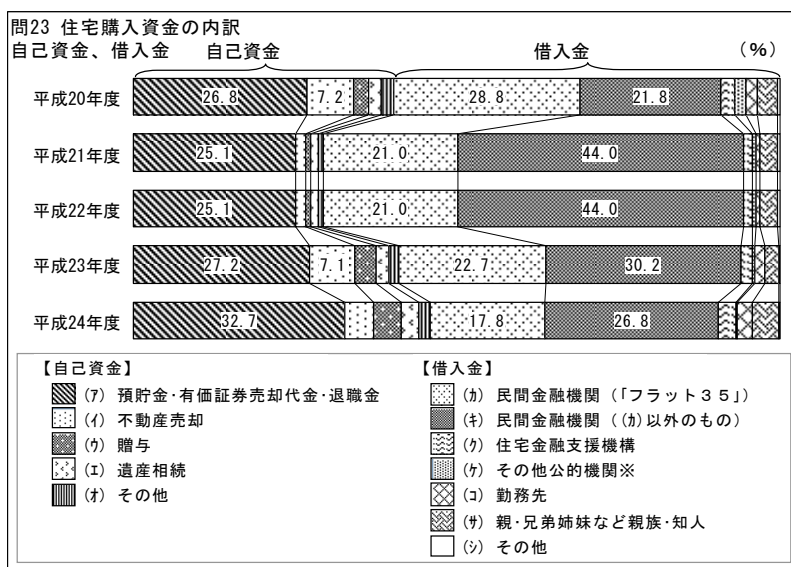 問23 住宅購入資金の内訳
自己資金、借入金 自己資金 借入金 (%)
平成20年度 26.8 7.2 28.8 21.8
平成21年度 25.1 21.0 44.0
平成22年度 25.1 21.0 44.0
平成23年度 27.2 7.1 22.7 30.2
平成24年度 32.7 17.8 26.8
【自己資金】
(ア) 預貯金・有価証券売却代金・退職金
(イ) 不動産売却
(ウ) 贈与
(エ) 遺産相続
(オ) その他
【借入金】
(カ) 民間金融機関（「フラット３５」）
(キ) 民間金融機関（(カ)以外のもの）
(ク) 住宅金融支援機構
(ケ) その他公的機関※
(コ) 勤務先
(サ) 親・兄弟姉妹など親族・知人
(シ) その他